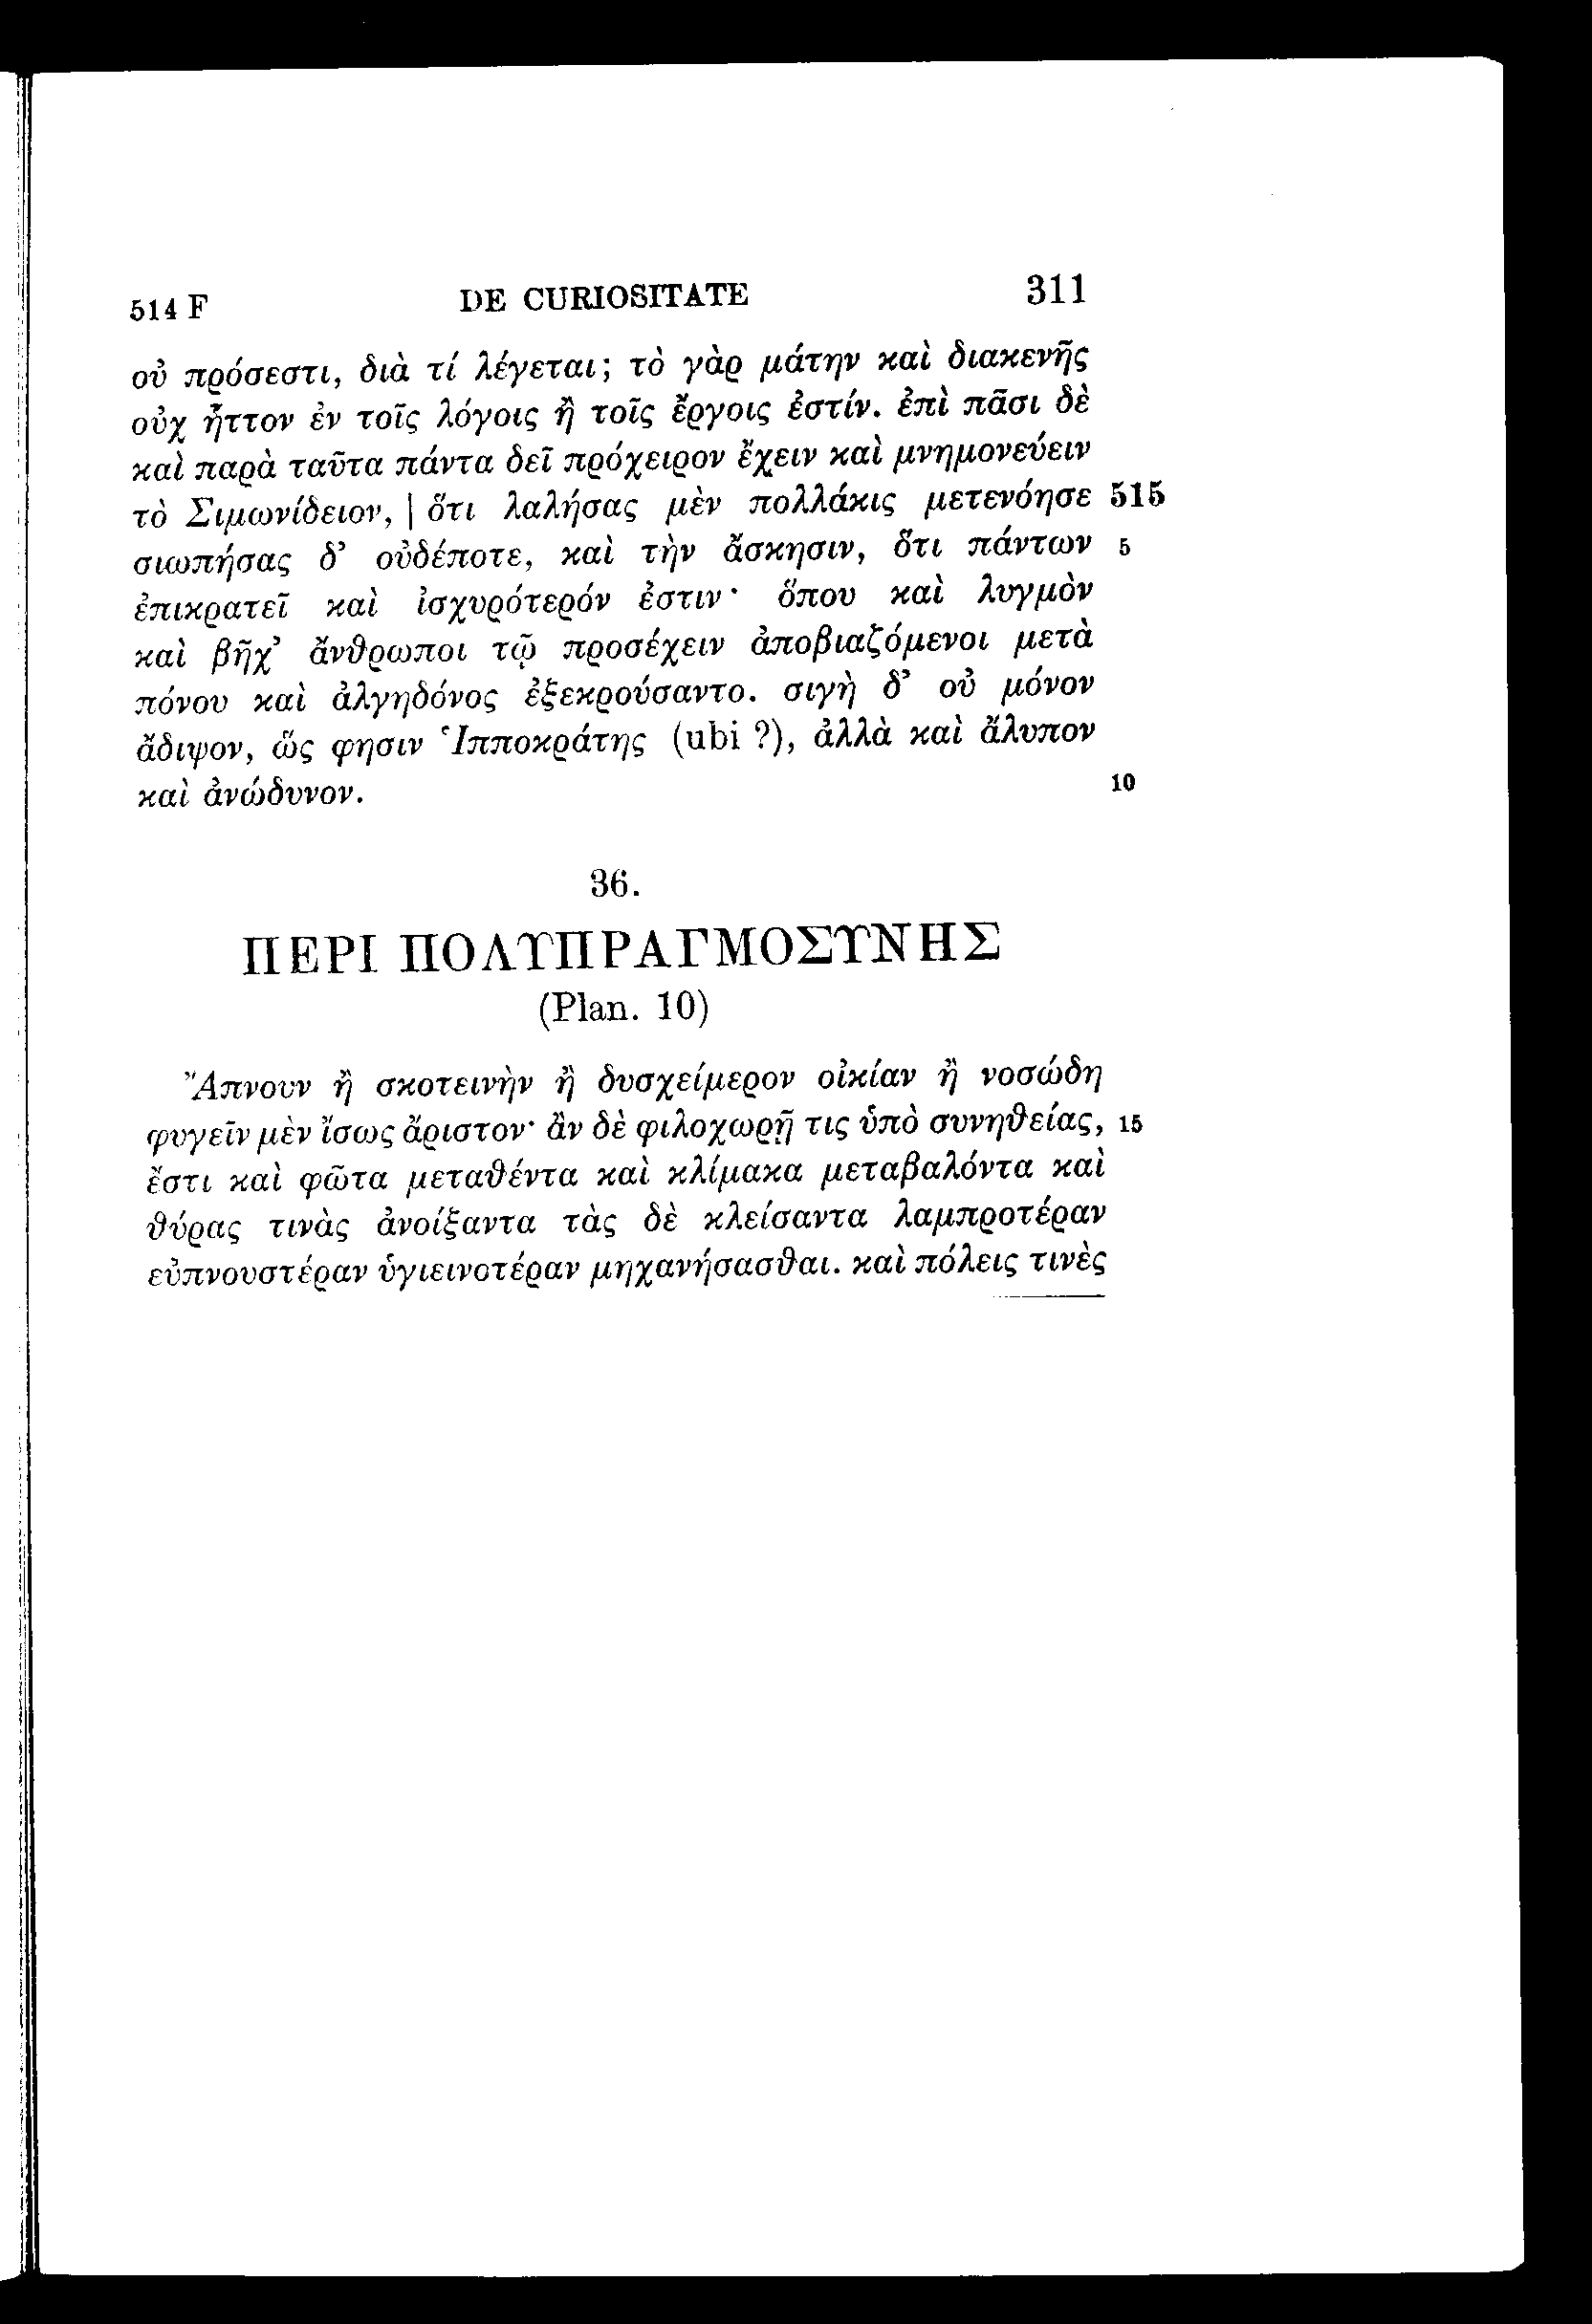 514 F DE CURIOSITATE 311
οὐ πρόσεστι, διὰ τί λέγεται; τὸ γὰρ μάτην καὶ διακενῆς
οὐχ ἧττον ἐν τοῖς λόγοις ἢ τοῖς ἔργοις ἐστίν. ἐπὶ πᾶσι δὲ
καὶ παρὰ ταῦτα πάντα δεῖ πρόχειρον ἔχειν καὶ μνημονεύειν
τὸ Σιμωνίδειον, | ὅτι λαλήσας μὲν πολλάκις μετενόησε 515
σιωπήσας δ’ οὐδέποτε, καὶ τὴν ἄσκησιν, ὅτι πάντων 5
ἐπικρατεῖ καὶ ἰσχυρότερόν ἐστιν· ὅπου καὶ λυγμὸν
καὶ βῆχ’ ἄνθρωποι τῷ προσέχειν ἀποβιαζόμενοι μετὰ
πόνου καὶ ἀλγηδόνος ἐξεκρούσαντο. σιγὴ δ’ οὐ μόνον
ἄδιψον, ὥς φησιν Ἱπποκράτης (ubi ?), ἀλλὰ καὶ ἄλυπον
καὶ ἀνώδυνον. 10
36.
ΠΕΡΙ ΠΟΛΥΠΡΑΓΜΟΣΥΝΗΣ
(Plan. 10)
Ἄπνουν ἢ σκοτεινὴν ἢ δυσχείμερον οἰκίαν ἢ νοσώδη
φυγεῖν μὲν ἴσως ἄριστον· ἂν δὲ φιλοχωρῇ τις ὑπὸ συνηθείας, 15
ἔστι καὶ φῶτα μεταθέντα καὶ κλίμακα μεταβαλόντα καὶ
θύρας τινὰς ἀνοίξαντα τὰς δὲ κλείσαντα λαμπροτέραν
εὐπνουστέραν ὑγιεινοτέραν μηχανήσασθαι. καὶ πόλεις τινὲς